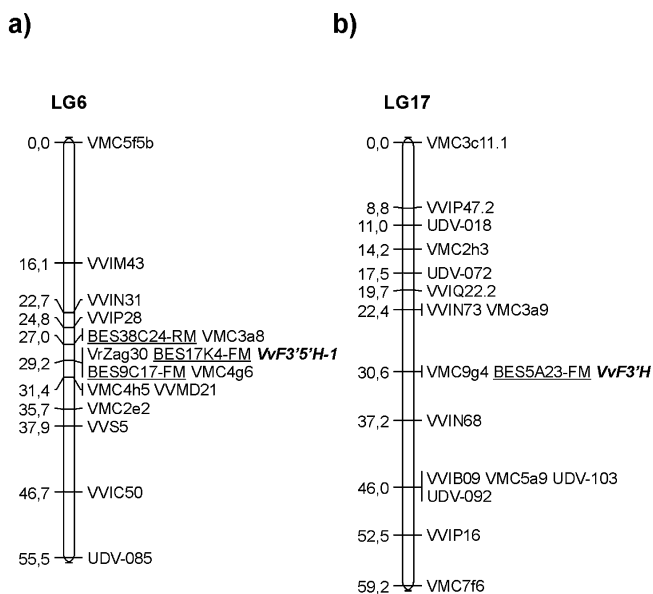 a)
LG6
0,0 VMC5f5b
16,1 VVIM43
22,7 VVIN31
24,8 VVIP28
27,0 BES38C24-RM VMC3a8
29,2 VrZag30 BES17K4-FM VvF3'5'H-1
BES9C17-FM VMC4g6
31,4 VMC4h5 VVMD21
35,7 VMC2e2
37,9 VVS5
46,7 VVIC50
55,5 UDV-085
b)
LG17
0,0 VMC3c11.1
8,8 VVIP47.2
11,0 UDV-018
14,2 VMC2h3
17,5 UDV-072
19,7 VVIQ22.2
22,4 VVIN73 VMC3a9
30,6 VMC9g4 BES5A23-FM VvF3'H
37,2 VVIN68
46,0 VVIB09 VMC5a9 UDV-103
UDV-092
52,5 VVIP16
59,2 VMC7f6